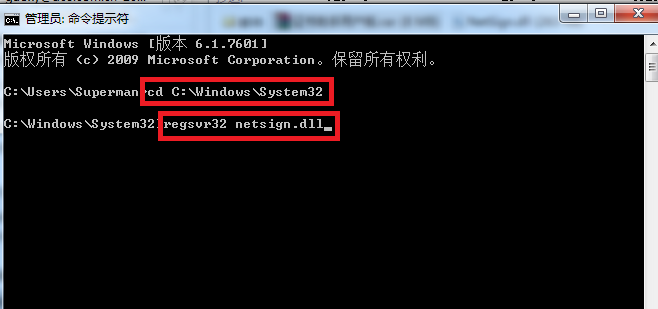 管理员: 命令提示符
Microsoft Windows [版本 6.1.7601]
版权所有 (c) 2009 Microsoft Corporation。保留所有权利。
C:\Users\Superman>cd C:\Windows\System32
C:\Windows\System32>regsvr32 netsign.dll_